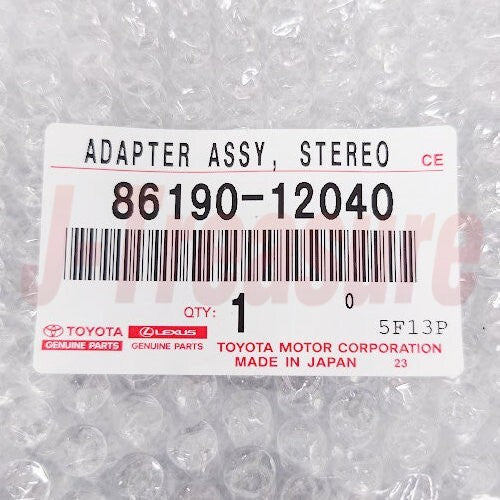 ADAPTER ASSY, STEREO CE
86190-12040
QTY: 1 0 5F13P
TOYOTA LEXUS
GENUINE PARTS GENUINE PARTS TOYOTA MOTOR CORPORATION
MADE IN JAPAN 23
J-Treasure